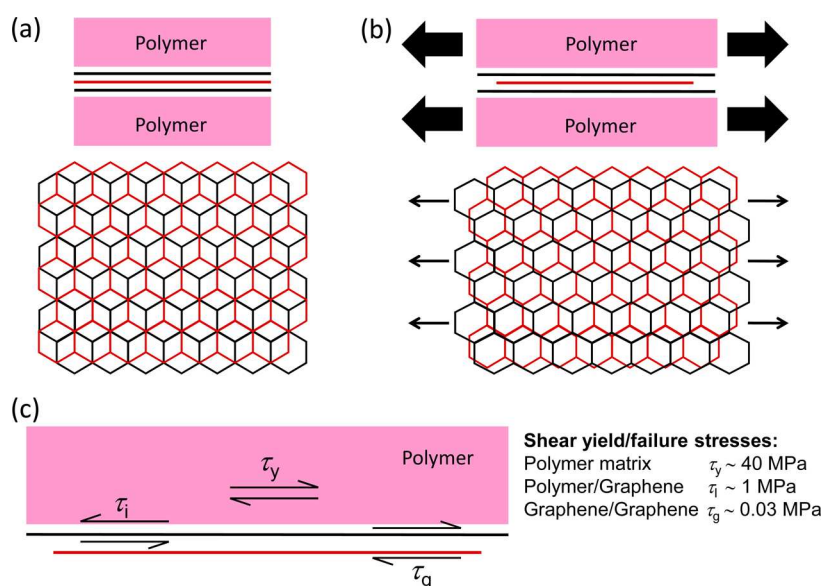 (a)
Polymer
Polymer
(b)
Polymer
Polymer
(c)
Polymer
τy
τi
τg
Shear yield/failure stresses:
Polymer matrix τy ~ 40 MPa
Polymer/Graphene τi ~ 1 MPa
Graphene/Graphene τg ~ 0.03 MPa